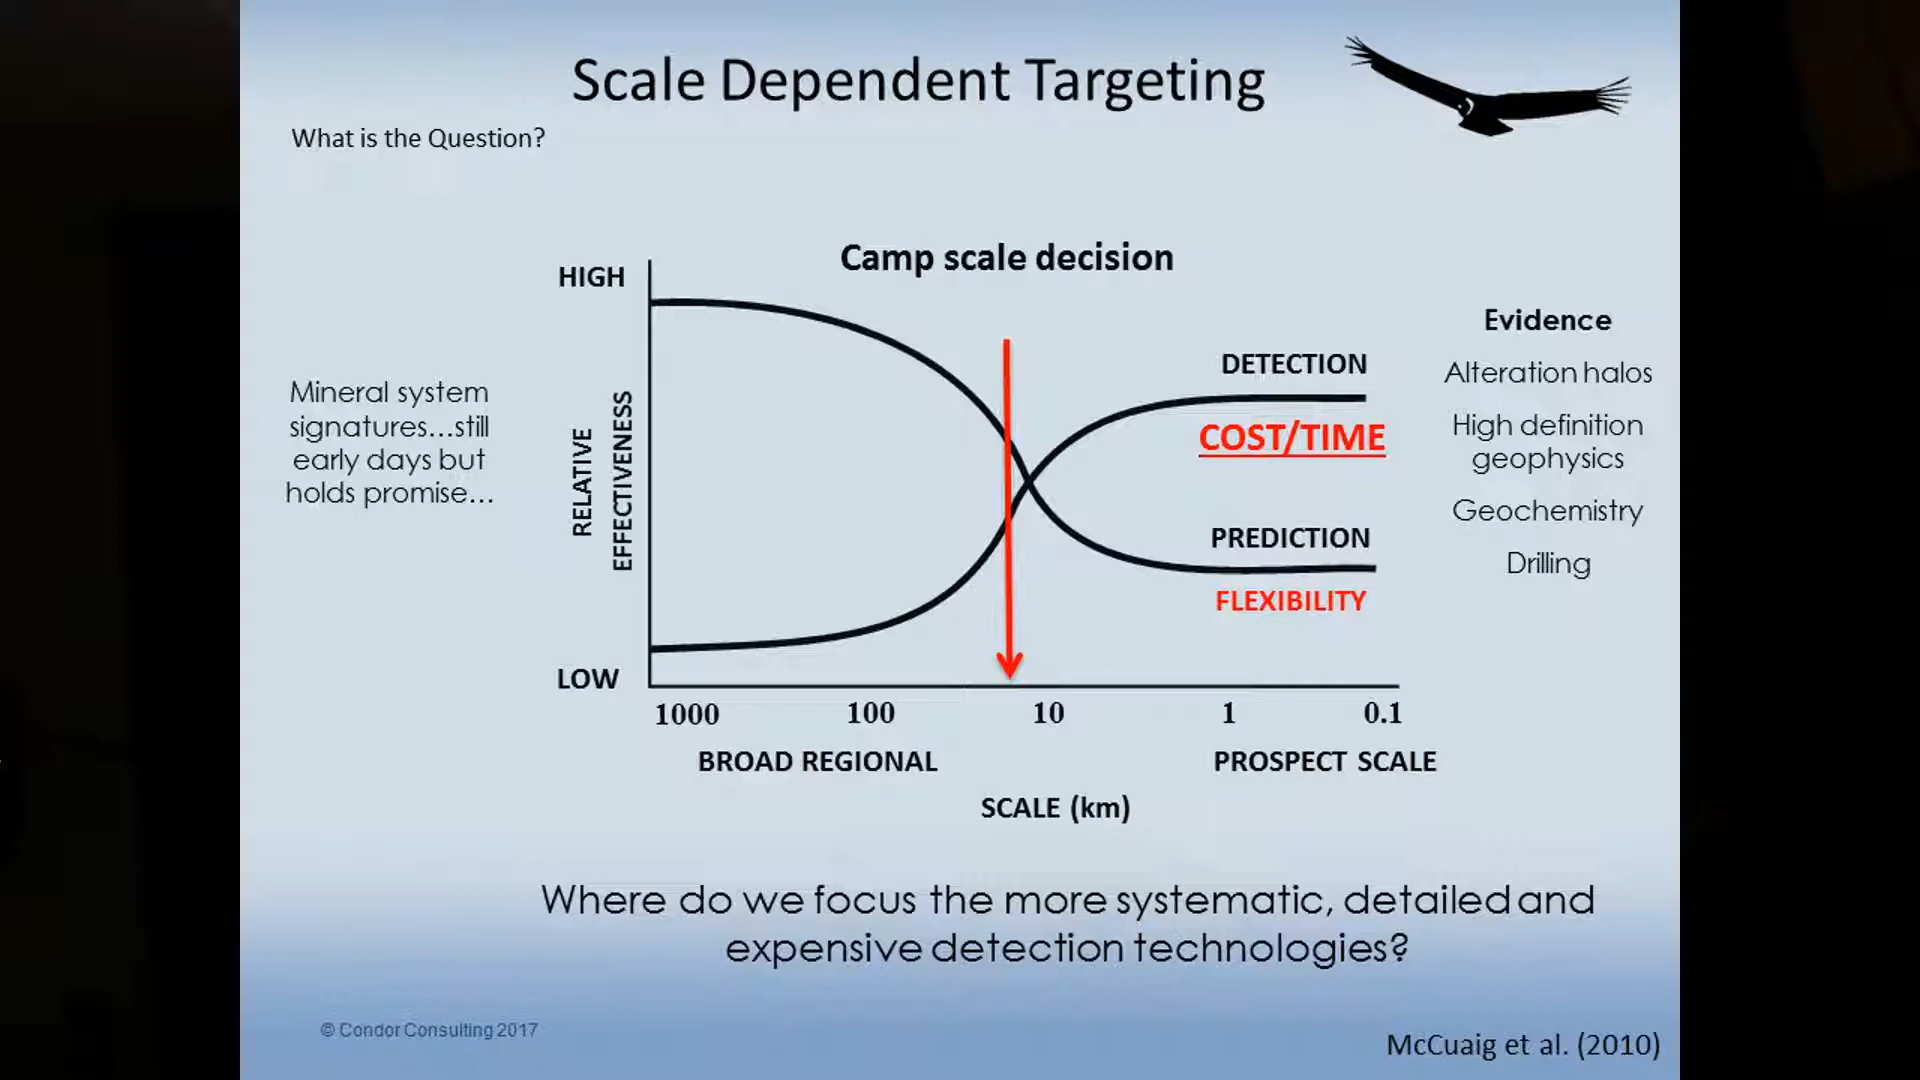 Scale Dependent Targeting
What is the Question?
Camp scale decision
HIGH
RELATIVE
EFFECTIVENESS
LOW
Mineral system
signatures...still
early days but
holds promise...
DETECTION
COST/TIME
PREDICTION
FLEXIBILITY
Evidence
Alteration halos
High definition
geophysics
Geochemistry
Drilling
1000 100 10 1 0.1
BROAD REGIONAL PROSPECT SCALE
SCALE (km)
Where do we focus the more systematic, detailed and
expensive detection technologies?
© Condor Consulting 2017
McCuaig et al. (2010)